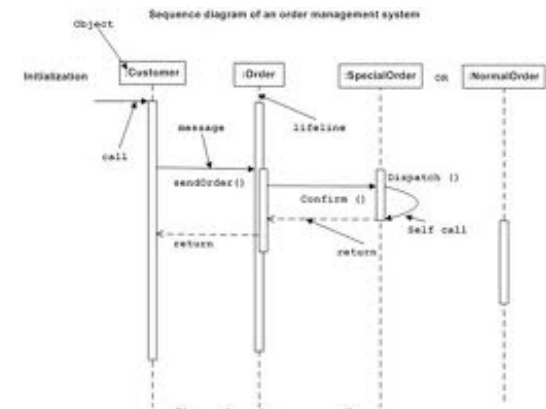 Sequence diagram of an order management system
Object
Initialization
:Customer
:Order
:SpecialOrder
OR
:NormalOrder
message
lifeline
call
sendOrder()
Dispatch ()
Confirm ()
Self call
return
return